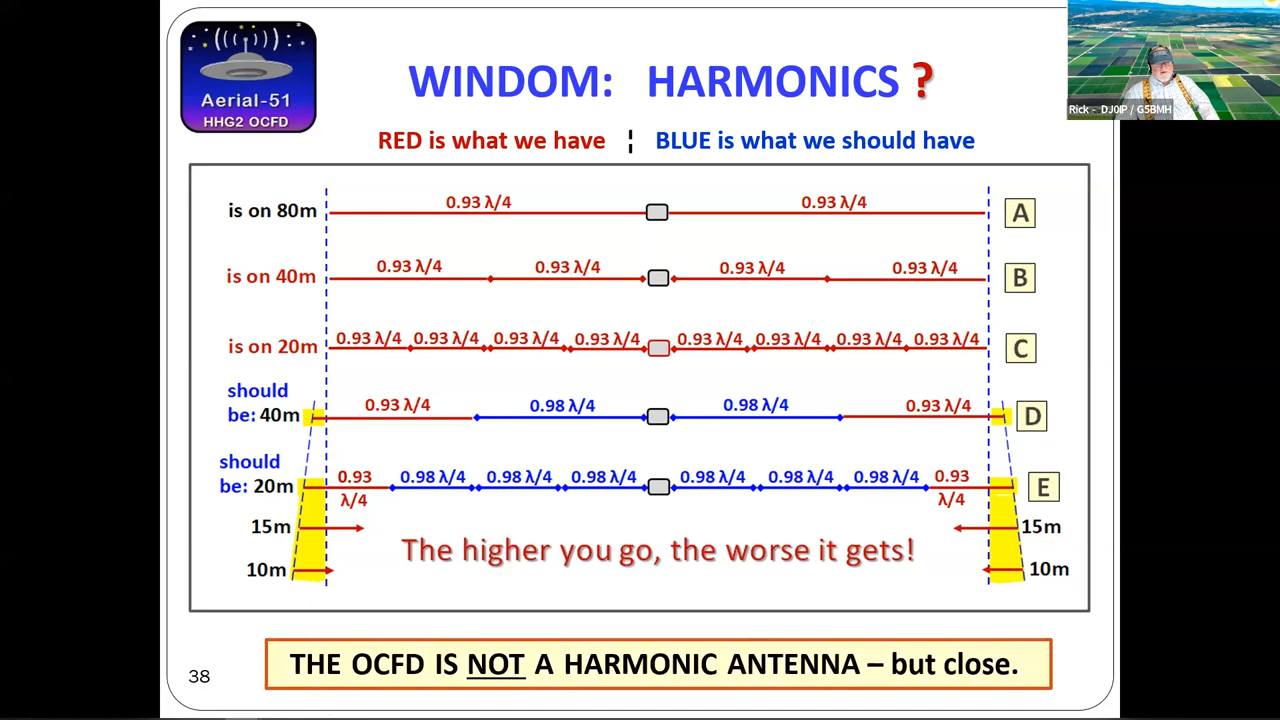 Aerial-51
HHG2 OCFD
WINDOM: HARMONICS ?
Rick - DJ0IP / G5BMH
RED is what we have ¦ BLUE is what we should have
is on 80m 0.93 λ/4 0.93 λ/4 A
is on 40m 0.93 λ/4 0.93 λ/4 0.93 λ/4 0.93 λ/4 B
is on 20m 0.93 λ/4 0.93 λ/4 0.93 λ/4 0.93 λ/4 0.93 λ/4 0.93 λ/4 0.93 λ/4 0.93 λ/4 C
should
be: 40m 0.93 λ/4 0.98 λ/4 0.98 λ/4 0.93 λ/4 D
should
be: 20m 0.93 λ/4 0.98 λ/4 0.98 λ/4 0.98 λ/4 0.98 λ/4 0.98 λ/4 0.98 λ/4 0.93 λ/4 E
15m 15m
The higher you go, the worse it gets!
10m 10m
THE OCFD IS NOT A HARMONIC ANTENNA – but close.
38